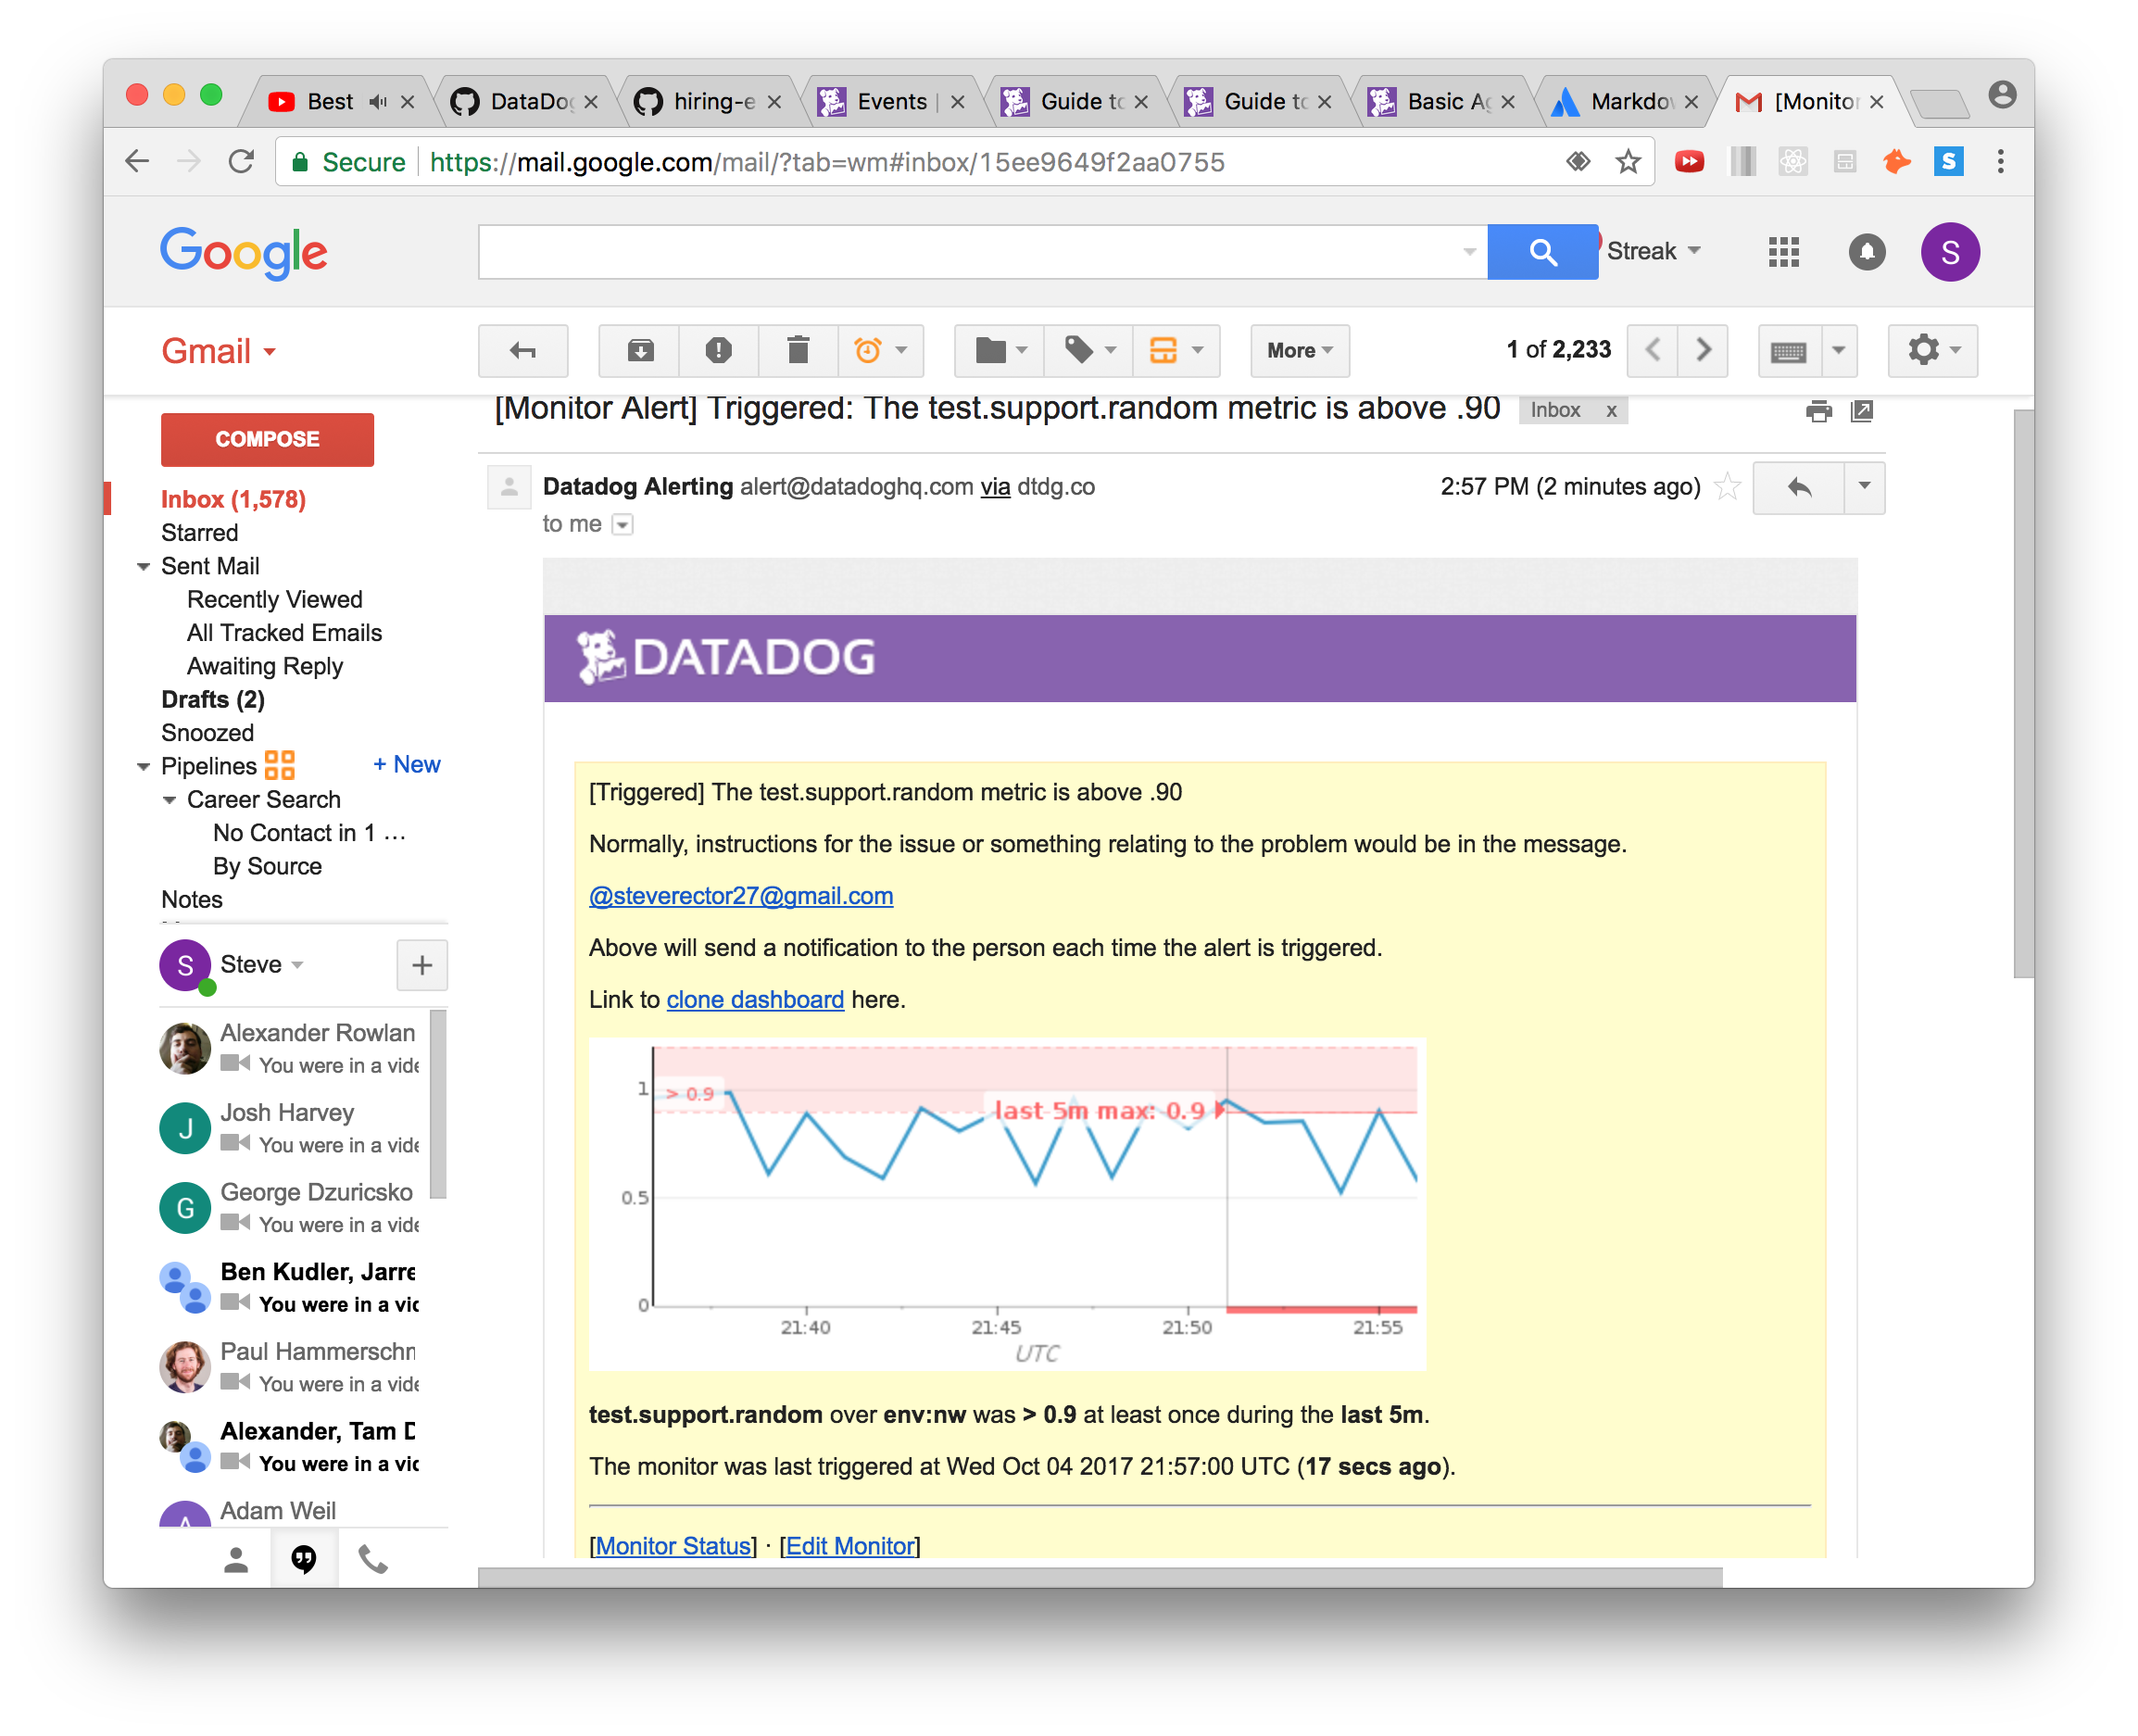 Best
DataDog
hiring-e
Events |
Guide to
Guide to
Basic Ag
Markdow
[Monitor
Secure
https://mail.google.com/mail/?tab=wm#inbox/15ee9649f2aa0755
S
Google
Streak
S
Gmail
More
1 of 2,233
COMPOSE
[Monitor Alert] Triggered: The test.support.random metric is above .90
Inbox x
Inbox (1,578)
Starred
Sent Mail
Recently Viewed
All Tracked Emails
Awaiting Reply
Drafts (2)
Snoozed
Pipelines
+ New
Career Search
No Contact in 1 …
By Source
Notes
S
Steve
+
Alexander Rowlan
You were in a vide
J
Josh Harvey
You were in a vide
G
George Dzuricsko
You were in a vide
Ben Kudler, Jarre
You were in a vid
Paul Hammerschm
You were in a vide
Alexander, Tam D
You were in a vid
A
Adam Weil
Datadog Alerting alert@datadoghq.com via dtdg.co
2:57 PM (2 minutes ago)
to me
DATADOG
[Triggered] The test.support.random metric is above .90
Normally, instructions for the issue or something relating to the problem would be in the message.
@steverector27@gmail.com
Above will send a notification to the person each time the alert is triggered.
Link to clone dashboard here.
1
> 0.9
last 5m max: 0.9
0.5
0
21:40
21:45
21:50
21:55
UTC
test.support.random over env:nw was > 0.9 at least once during the last 5m.
The monitor was last triggered at Wed Oct 04 2017 21:57:00 UTC (17 secs ago).
[Monitor Status] · [Edit Monitor]